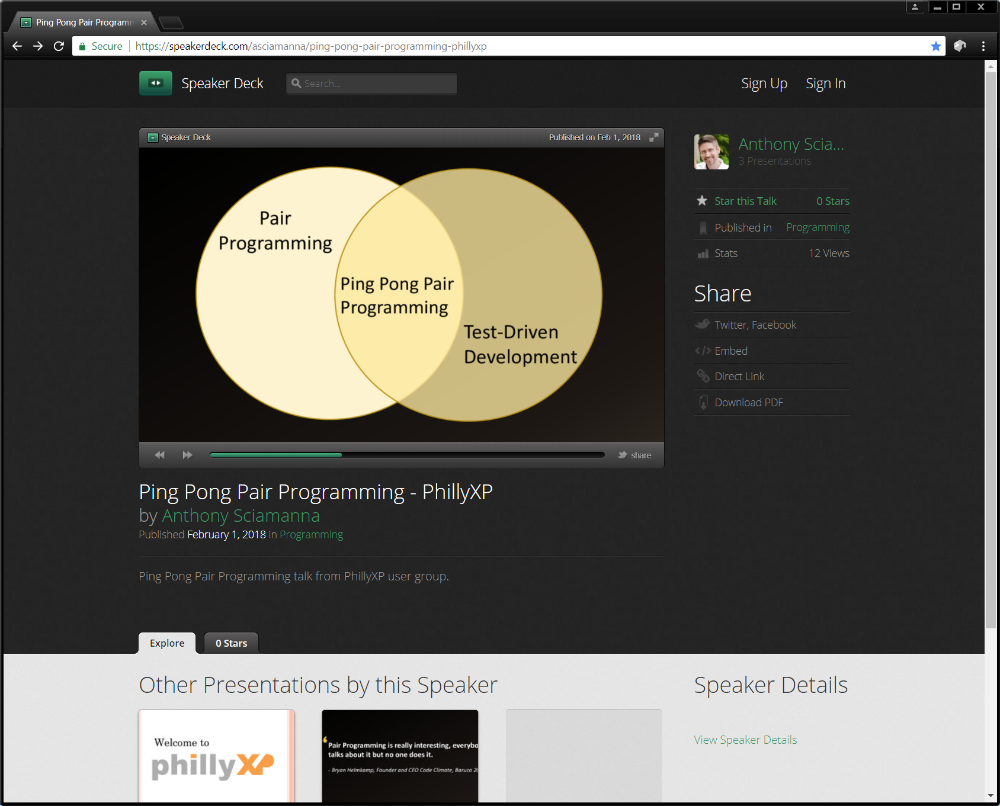 Ping Pong Pair Programm
Secure
https://speakerdeck.com/asciamanna/ping-pong-pair-programming-phillyxp
Speaker Deck
Search...
Sign Up
Sign In
Speaker Deck
Published on Feb 1, 2018
Pair
Programming
Ping Pong Pair
Programming
Test-Driven
Development
share
Anthony Scia...
3 Presentations
Star this Talk
0 Stars
Published in
Programming
Stats
12 Views
Share
Twitter, Facebook
Embed
Direct Link
Download PDF
Ping Pong Pair Programming - PhillyXP
by Anthony Sciamanna
Published February 1, 2018 in Programming
Ping Pong Pair Programming talk from PhillyXP user group.
Explore
0 Stars
Other Presentations by this Speaker
Welcome to
phillyXP
Pair Programming is really interesting, everybo
talks about it but no one does it.
- Bryan Helmkamp, Founder and CEO Code Climate, Baruco 20
Speaker Details
View Speaker Details